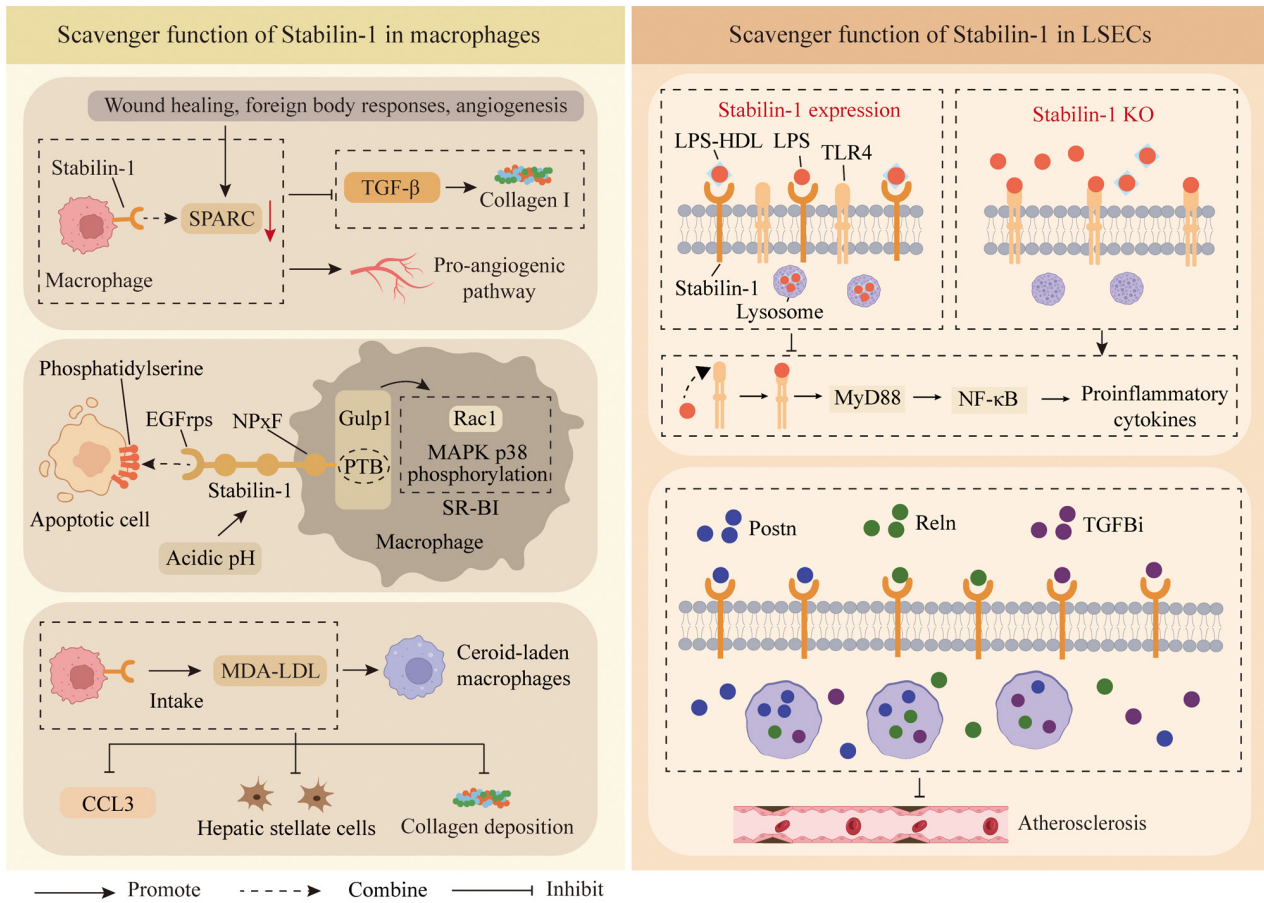 Scavenger function of Stabilin-1 in macrophages
Wound healing, foreign body responses, angiogenesis
Stabilin-1
SPARC
Macrophage
TGF-β
Collagen I
Pro-angiogenic
pathway
Phosphatidylserine
EGFrps
NPxF
Gulp1
PTB
Rac1
MAPK p38
phosphorylation
SR-BI
Stabilin-1
Apoptotic cell
Macrophage
Acidic pH
Intake
MDA-LDL
Ceroid-laden
macrophages
CCL3
Hepatic stellate cells
Collagen deposition
Scavenger function of Stabilin-1 in LSECs
Stabilin-1 expression
LPS-HDL
LPS
TLR4
Stabilin-1
Lysosome
Stabilin-1 KO
MyD88
NF-κB
Proinflammatory
cytokines
Postn
Reln
TGFBi
Atherosclerosis
Promote
Combine
Inhibit